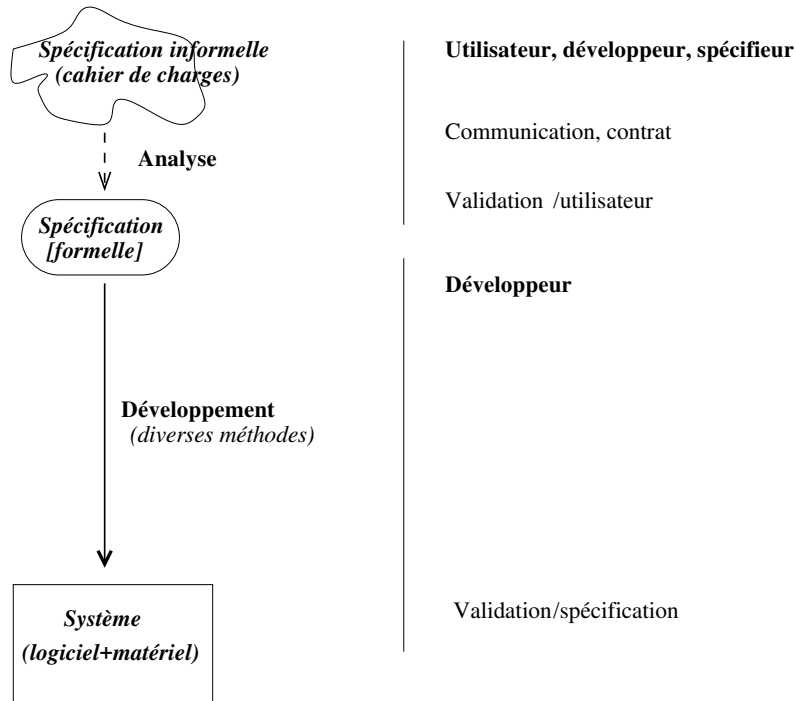 Spécification informelle
(cahier de charges)
Utilisateur, développeur, spécifieur
Communication, contrat
Analyse
Validation /utilisateur
Spécification
[formelle]
Développeur
Développement
(diverses méthodes)
Validation/spécification
Système
(logiciel+matériel)